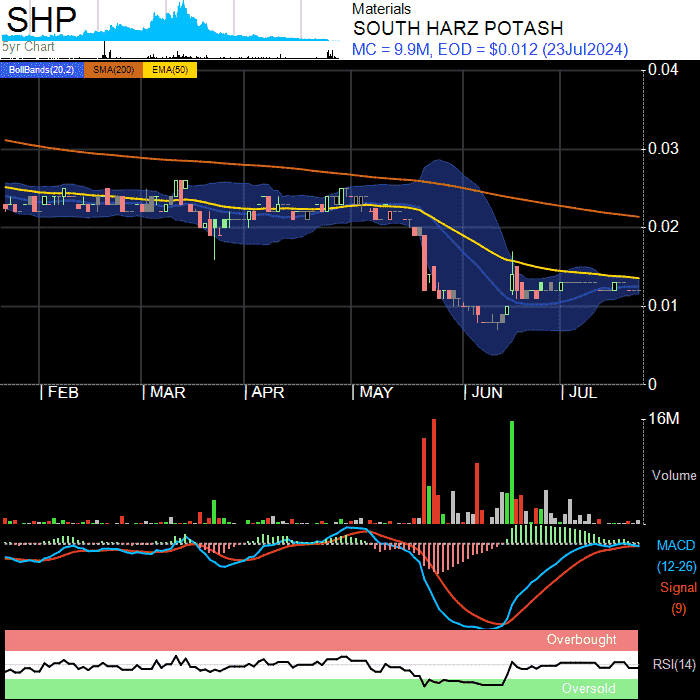 SHP
5yr Chart
Materials
SOUTH HARZ POTASH
MC = 9.9M, EOD = $0.012 (23Jul2024)
BollBands(20,2) SMA(200) EMA(50)
0.04
0.03
0.02
0.01
0
FEB MAR APR MAY JUN JUL
16M
Volume
MACD
(12-26)
Signal
(9)
Overbought
RSI(14)
Oversold